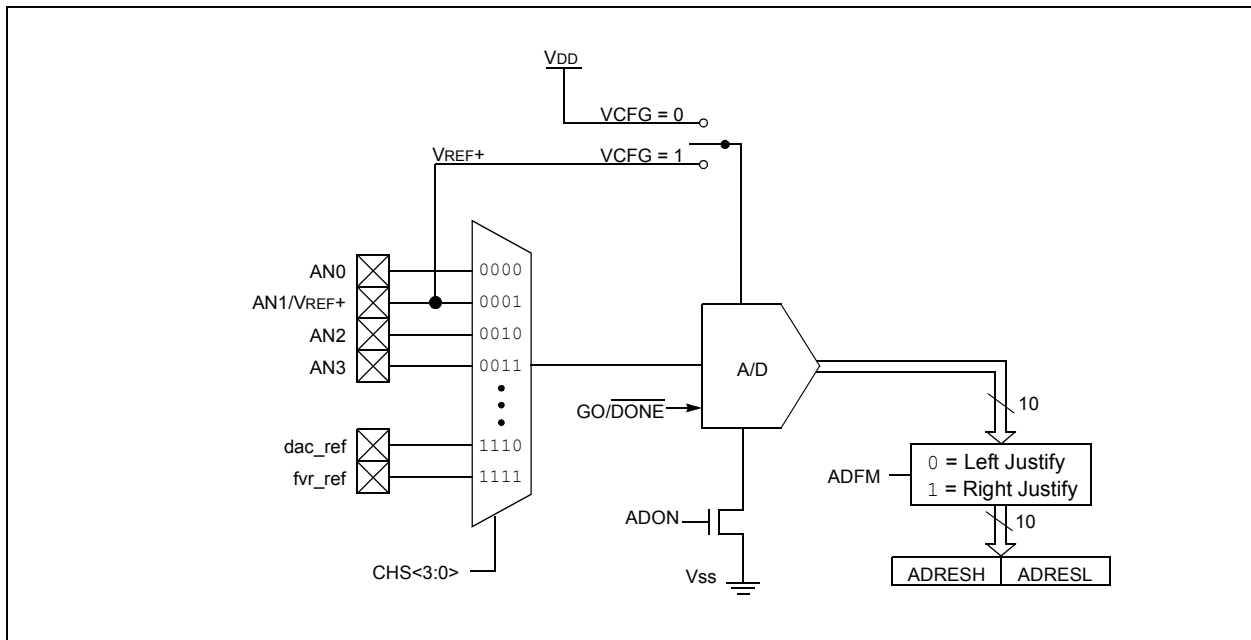 VDD
VCFG = 0
VREF+
VCFG = 1
AN0
0000
AN1/VREF+
0001
AN2
0010
AN3
0011
A/D
GO/DONE
10
dac_ref
1110
fvr_ref
1111
ADFM
0 = Left Justify
1 = Right Justify
ADON
10
CHS<3:0>
Vss
ADRESH
ADRESL